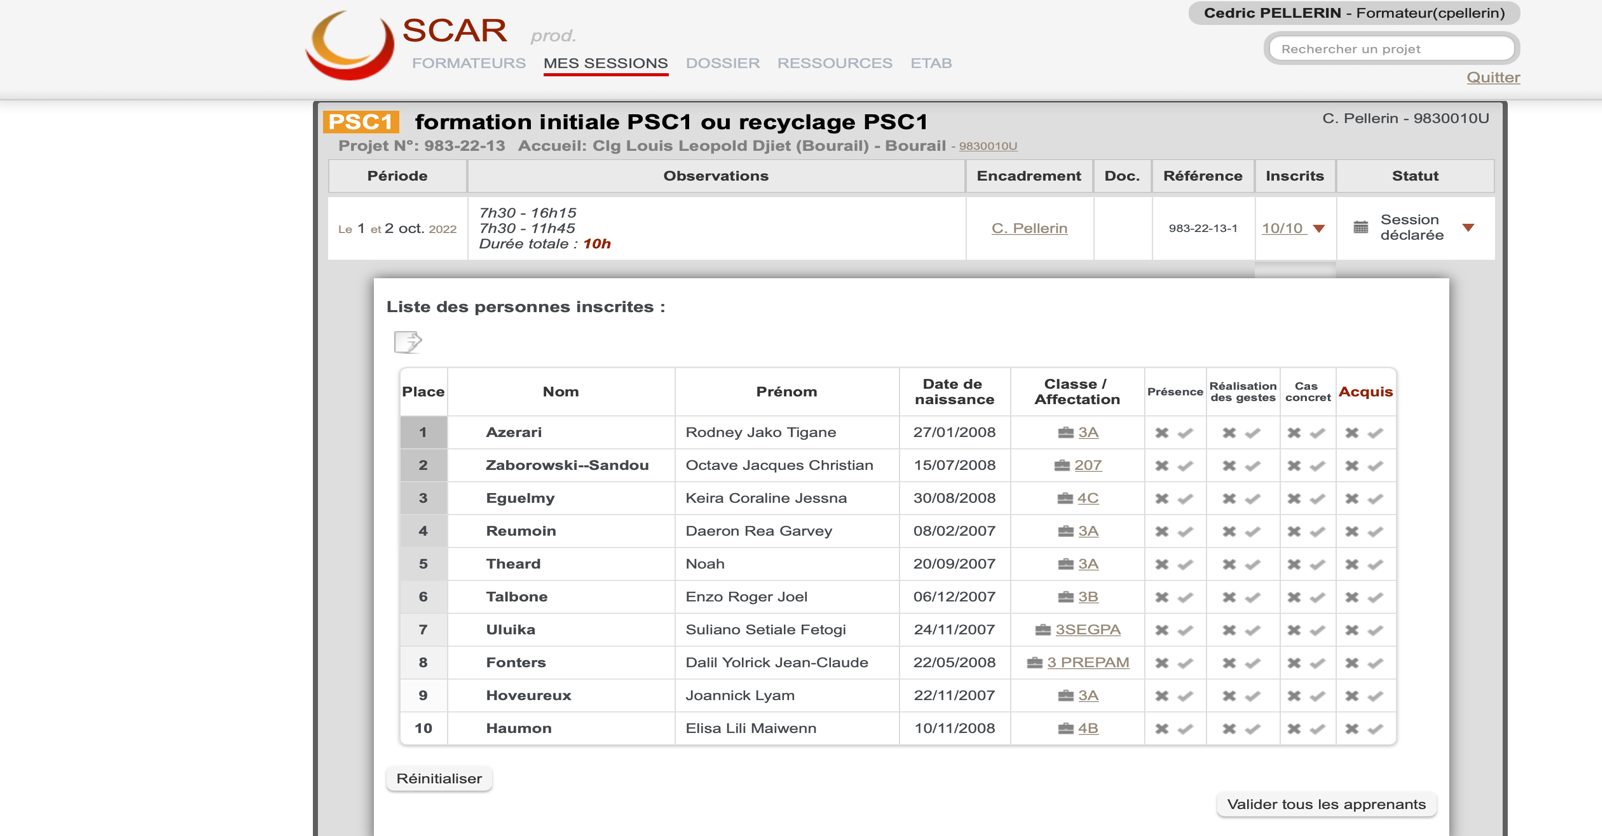 Cedric PELLERIN - Formateur(cpellerin)
SCAR prod.
Rechercher un projet
FORMATEURS MES SESSIONS DOSSIER RESSOURCES ETAB
Quitter
PSC1 formation initiale PSC1 ou recyclage PSC1
C. Pellerin - 9830010U
Projet N°: 983-22-13 Accueil: Clg Louis Leopold Djiet (Bourail) - Bourail - 9830010U
Période Observations Encadrement Doc. Référence Inscrits Statut
Le 1 et 2 oct. 2022
7h30 - 16h15
7h30 - 11h45
Durée totale : 10h
C. Pellerin
983-22-13-1
10/10
Session
déclarée
Liste des personnes inscrites :
Place Nom Prénom Date de naissance Classe / Affectation Présence Réalisation des gestes Cas concret Acquis
1 Azerari Rodney Jako Tigane 27/01/2008 3A
2 Zaborowski--Sandou Octave Jacques Christian 15/07/2008 207
3 Eguelmy Keira Coraline Jessna 30/08/2008 4C
4 Reumoin Daeron Rea Garvey 08/02/2007 3A
5 Theard Noah 20/09/2007 3A
6 Talbone Enzo Roger Joel 06/12/2007 3B
7 Uluika Suliano Setiale Fetogi 24/11/2007 3SEGPA
8 Fonters Dalil Yolrick Jean-Claude 22/05/2008 3 PREPAM
9 Hoveureux Joannick Lyam 22/11/2007 3A
10 Haumon Elisa Lili Maiwenn 10/11/2008 4B
Réinitialiser
Valider tous les apprenants